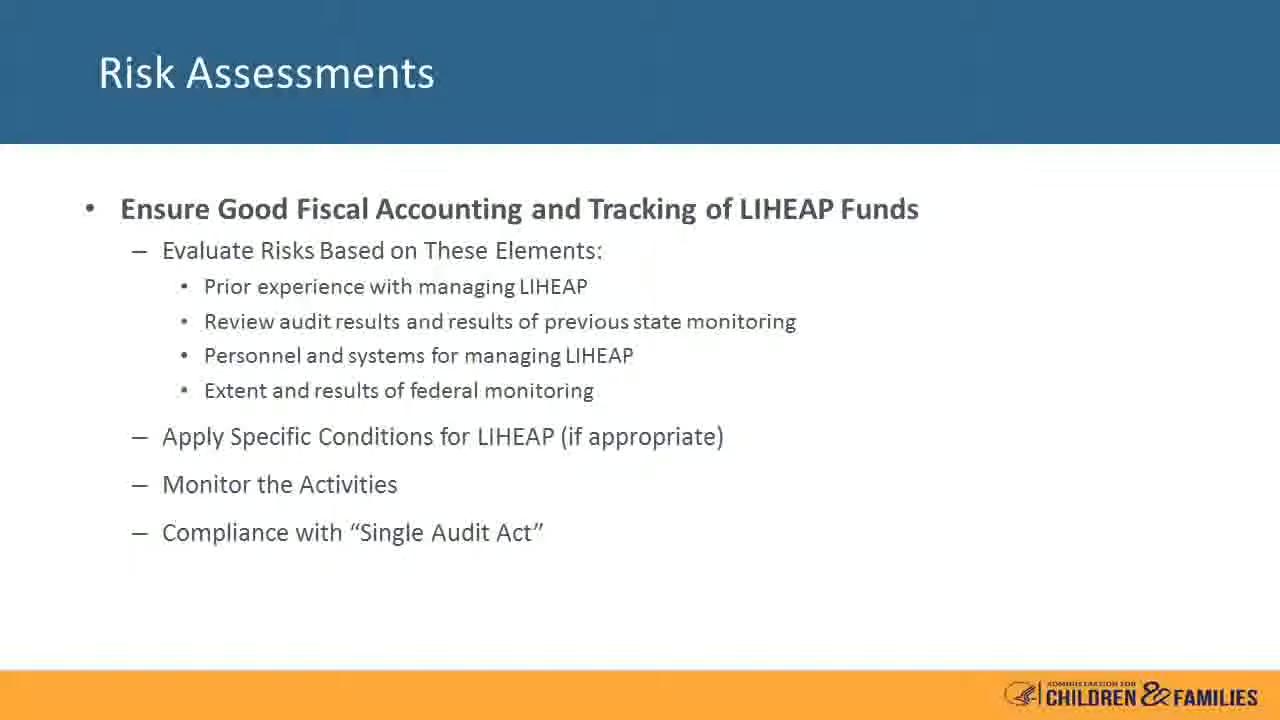 Risk Assessments
• Ensure Good Fiscal Accounting and Tracking of LIHEAP Funds
– Evaluate Risks Based on These Elements:
• Prior experience with managing LIHEAP
• Review audit results and results of previous state monitoring
• Personnel and systems for managing LIHEAP
• Extent and results of federal monitoring
– Apply Specific Conditions for LIHEAP (if appropriate)
– Monitor the Activities
– Compliance with “Single Audit Act”
ADMINISTRATION FOR
CHILDREN & FAMILIES